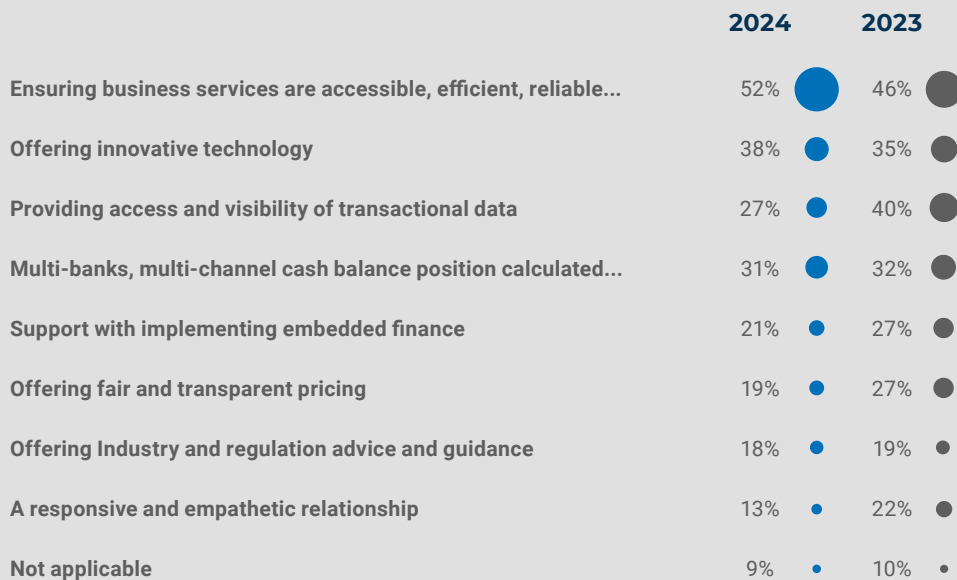 2024 2023
Ensuring business services are accessible, efficient, reliable... 52% 46%
Offering innovative technology 38% 35%
Providing access and visibility of transactional data 27% 40%
Multi-banks, multi-channel cash balance position calculated... 31% 32%
Support with implementing embedded finance 21% 27%
Offering fair and transparent pricing 19% 27%
Offering Industry and regulation advice and guidance 18% 19%
A responsive and empathetic relationship 13% 22%
Not applicable 9% 10%